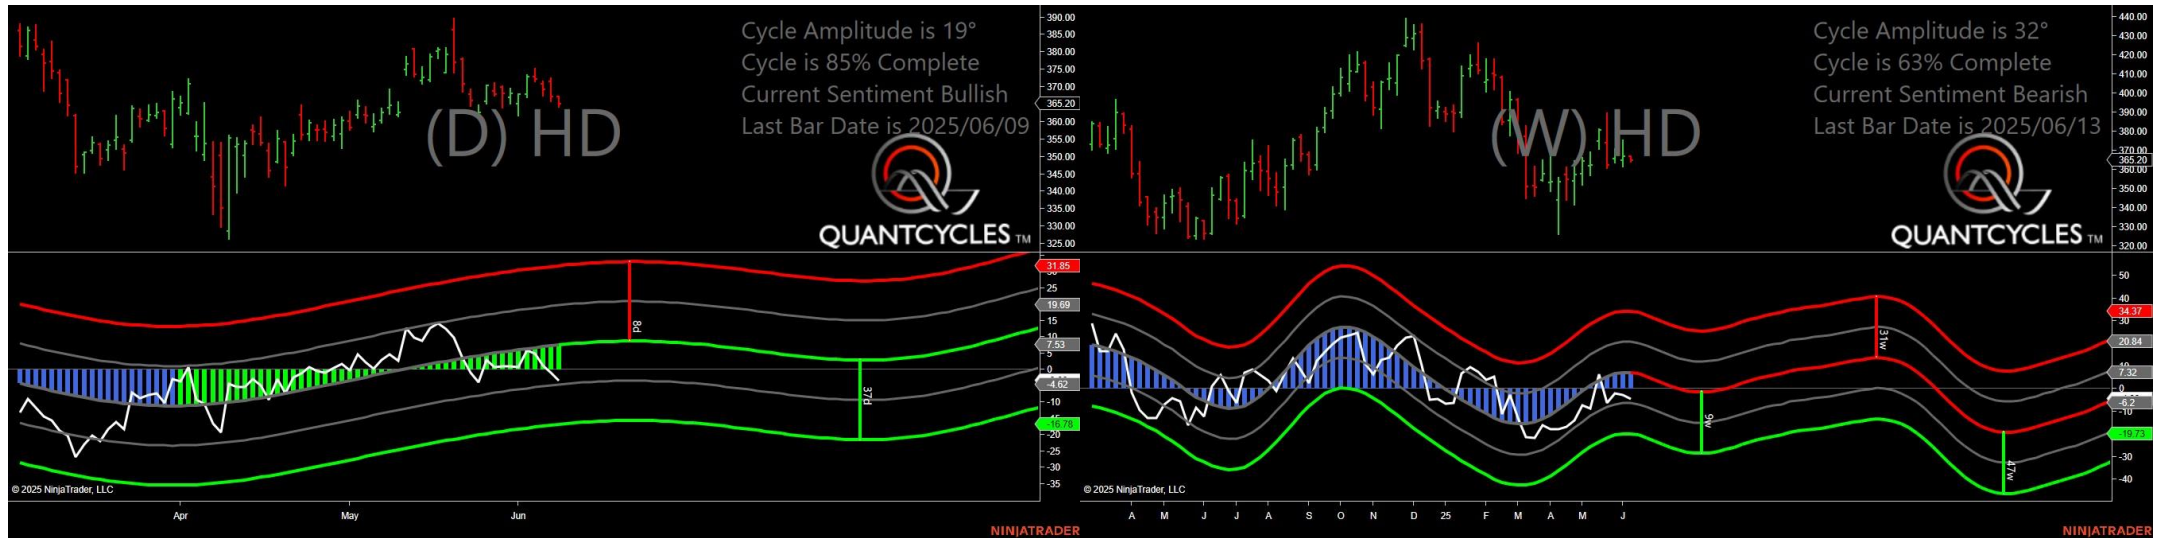 Cycle Amplitude is 19°
Cycle is 85% Complete
Current Sentiment Bullish
Last Bar Date is 2025/06/09
(D) HD
QUANTCYCLES TM
390.00
385.00
380.00
375.00
370.00
365.20
360.00
355.00
350.00
345.00
340.00
335.00
330.00
325.00
31.85
25
19.69
15
10
7.53
5
0
-4.62
-10
-16.78
-20
-25
-30
-35
8d
37d
© 2025 NinjaTrader, LLC
Apr
May
Jun
NINJATRADER
Cycle Amplitude is 32°
Cycle is 63% Complete
Current Sentiment Bearish
Last Bar Date is 2025/06/13
(W) HD
QUANTCYCLES TM
440.00
430.00
420.00
410.00
400.00
390.00
380.00
370.00
365.20
360.00
350.00
340.00
330.00
320.00
50
40
34.37
30
20.84
7.32
0
-6.2
-10
-19.73
-30
-40
9w
31w
47w
© 2025 NinjaTrader, LLC
A
M
J
J
A
S
O
N
D
25
F
M
A
M
J
NINJATRADER